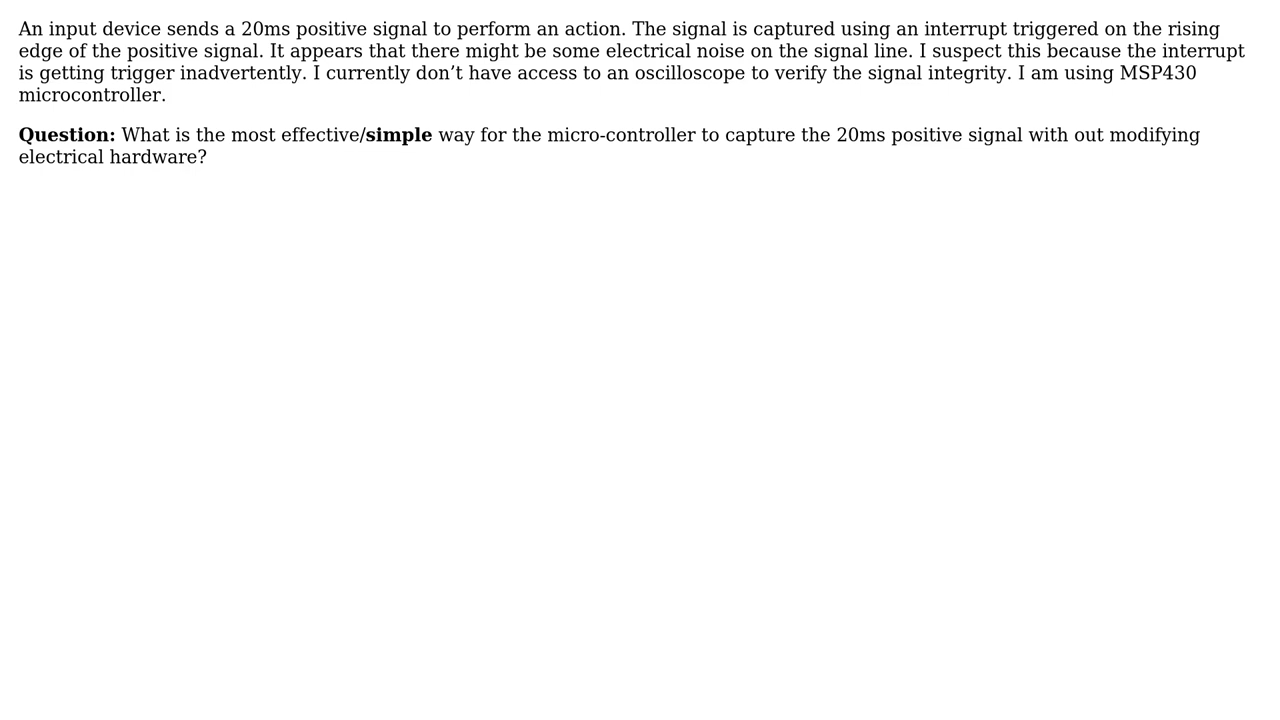 An input device sends a 20ms positive signal to perform an action. The signal is captured using an interrupt triggered on the rising
edge of the positive signal. It appears that there might be some electrical noise on the signal line. I suspect this because the interrupt
is getting trigger inadvertently. I currently don’t have access to an oscilloscope to verify the signal integrity. I am using MSP430
microcontroller.
Question: What is the most effective/simple way for the micro-controller to capture the 20ms positive signal with out modifying
electrical hardware?